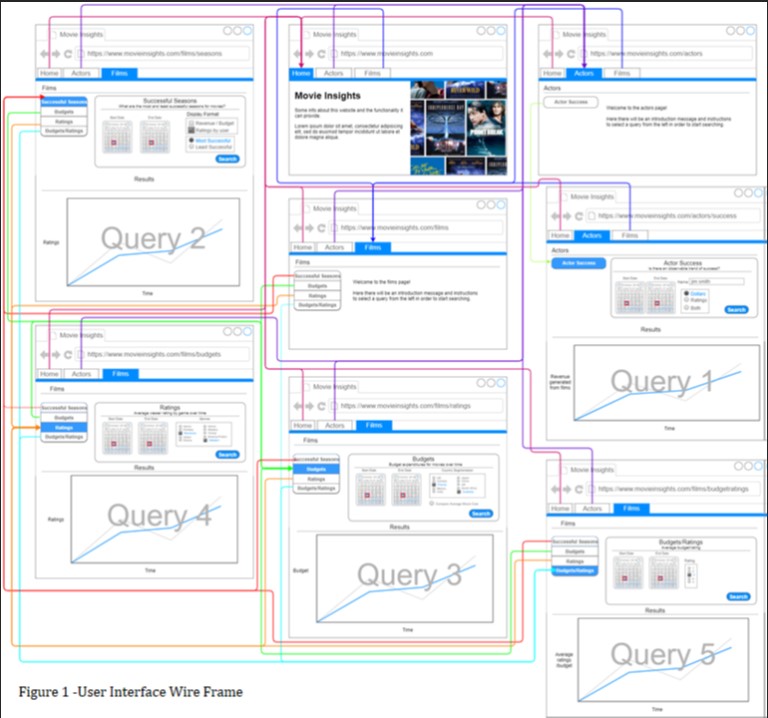 Movie Insights
https://www.movieinsights.com/films/seasons
Home Actors Films
Films
Successful Seasons
Budgets
Ratings
Budgets/Ratings
Successful Seasons
What are the most and least successful seasons for movies?
Start Date End Date
Display Format
Revenue / Budget
Ratings by user
Most Successful
Least Successful
Search
Results
Ratings
Query 2
Time
Movie Insights
https://www.movieinsights.com
Home Actors Films
Movie Insights
Some info about this website and the functionality it
can provide.
Lorem ipsum dolor sit amet, consectetur adipiscing
elit, sed do eiusmod tempor incididunt ut labore et
dolore magna aliqua.
INDEPENDENCE DAY
POINT BREAK
Movie Insights
https://www.movieinsights.com/actors
Home Actors Films
Actors
Actor Success
Welcome to the actors page!
Here there will be an introduction message and instructions
to select a query from the left in order to start searching.
Movie Insights
https://www.movieinsights.com/films
Home Actors Films
Films
Successful Seasons
Budgets
Ratings
Budgets/Ratings
Welcome to the films page!
Here there will be an introduction message and instructions
to select a query from the left in order to start searching.
Movie Insights
https://www.movieinsights.com/actors/success
Home Actors Films
Actors
Actor Success
Actor Success
Is there an observable trend of success?
Start Date End Date
Name: jim smith
Dollars
Ratings
Both
Search
Results
Revenue
generated
from films
Query 1
Time
Movie Insights
https://www.movieinsights.com/films/budgets
Home Actors Films
Films
Successful Seasons
Budgets
Ratings
Budgets/Ratings
Ratings
Average viewer rating by genre over time
Start Date End Date
Search
Results
Ratings
Query 4
Time
Movie Insights
https://www.movieinsights.com/films/ratings
Home Actors Films
Films
Successful Seasons
Budgets
Ratings
Budgets/Ratings
Budgets
Budget expenditures for movies over time
Start Date End Date
Search
Results
Budget
Query 3
Time
Movie Insights
https://www.movieinsights.com/films/budgetratings
Home Actors Films
Films
Successful Seasons
Budgets
Ratings
Budgets/Ratings
Budgets/Ratings
Average budget/rating
Start Date End Date
Rating
Search
Results
Average
ratings
/budget
Query 5
Time
Figure 1 -User Interface Wire Frame